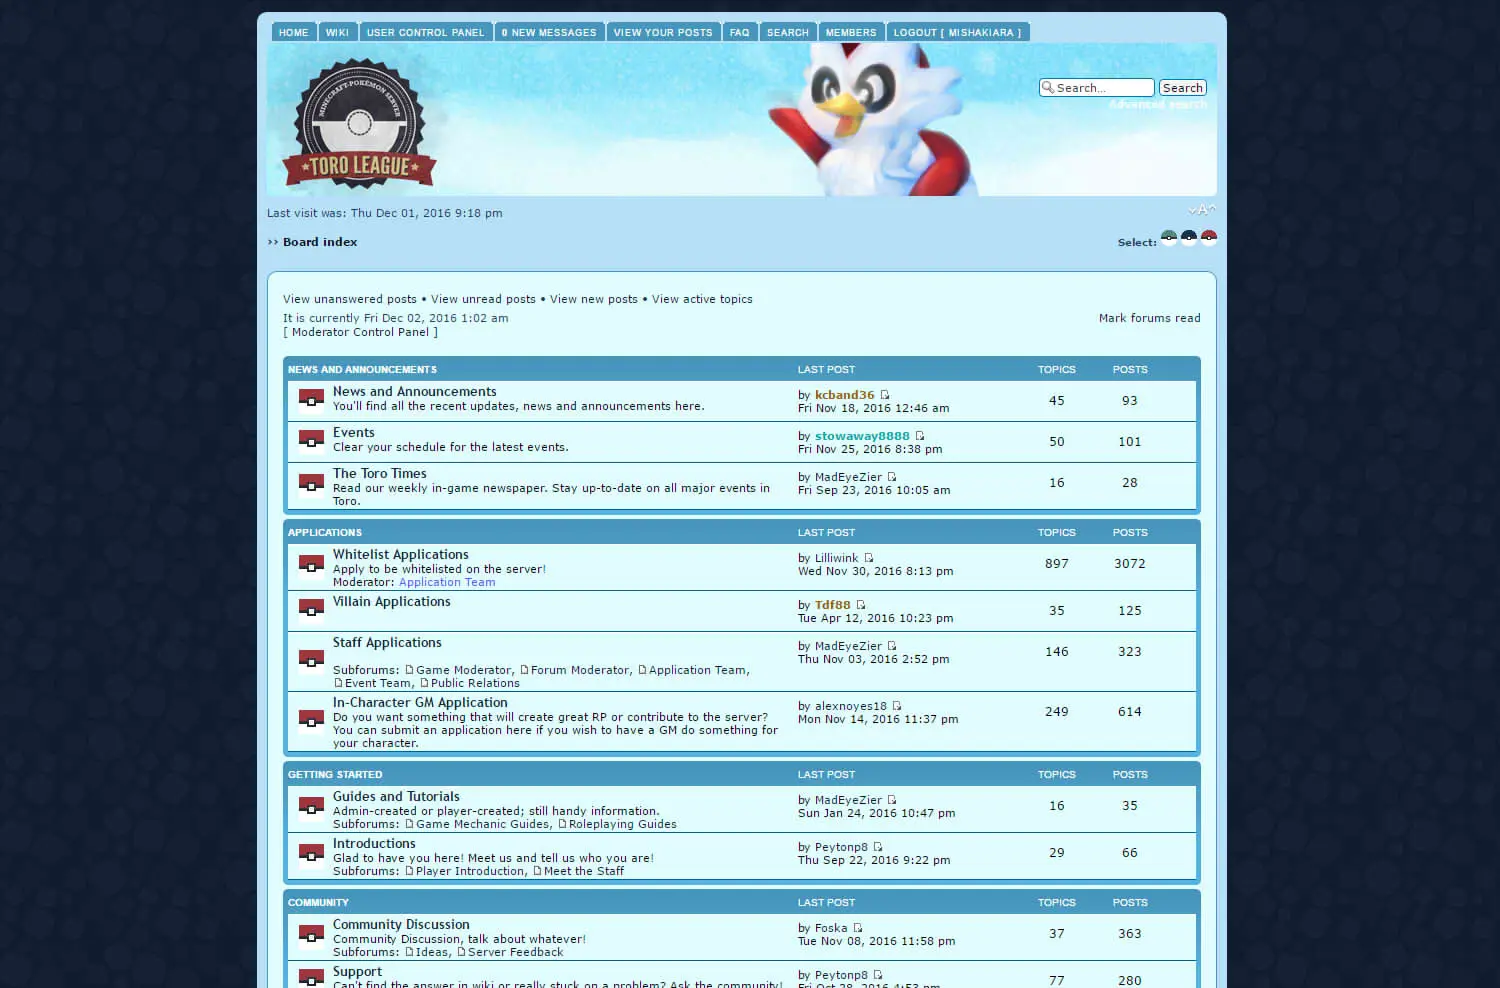 HOME
WIKI
USER CONTROL PANEL
0 NEW MESSAGES
VIEW YOUR POSTS
FAQ
SEARCH
MEMBERS
LOGOUT [ MISHAKIARA ]
MINECRAFT-POKÉMON SERVER
TORO LEAGUE
Search...
Search
Advanced search
Last visit was: Thu Dec 01, 2016 9:18 pm
A
›› Board index
Select:
View unanswered posts • View unread posts • View new posts • View active topics
It is currently Fri Dec 02, 2016 1:02 am
Mark forums read
[ Moderator Control Panel ]
NEWS AND ANNOUNCEMENTS LAST POST TOPICS POSTS
News and Announcements
You'll find all the recent updates, news and announcements here.
by kcband36
Fri Nov 18, 2016 12:46 am
45 93
Events
Clear your schedule for the latest events.
by stowaway8888
Fri Nov 25, 2016 8:38 pm
50 101
The Toro Times
Read our weekly in-game newspaper. Stay up-to-date on all major events in
Toro.
by MadEyeZier
Fri Sep 23, 2016 10:05 am
16 28
APPLICATIONS LAST POST TOPICS POSTS
Whitelist Applications
Apply to be whitelisted on the server!
Moderator: Application Team
by Lilliwink
Wed Nov 30, 2016 8:13 pm
897 3072
Villain Applications
by Tdf88
Tue Apr 12, 2016 10:23 pm
35 125
Staff Applications
Subforums: Game Moderator, Forum Moderator, Application Team,
Event Team, Public Relations
by MadEyeZier
Thu Nov 03, 2016 2:52 pm
146 323
In-Character GM Application
Do you want something that will create great RP or contribute to the server?
You can submit an application here if you wish to have a GM do something for
your character.
by alexnoyes18
Mon Nov 14, 2016 11:37 pm
249 614
GETTING STARTED LAST POST TOPICS POSTS
Guides and Tutorials
Admin-created or player-created; still handy information.
Subforums: Game Mechanic Guides, Roleplaying Guides
by MadEyeZier
Sun Jan 24, 2016 10:47 pm
16 35
Introductions
Glad to have you here! Meet us and tell us who you are!
Subforums: Player Introduction, Meet the Staff
by Peytonp8
Thu Sep 22, 2016 9:22 pm
29 66
COMMUNITY LAST POST TOPICS POSTS
Community Discussion
Community Discussion, talk about whatever!
Subforums: Ideas, Server Feedback
by Foska
Tue Nov 08, 2016 11:58 pm
37 363
Support
Can't find the answer in wiki or really stuck on a problem? Ask the community!
by Peytonp8
Fri Oct 28, 2016 4:53 pm
77 280